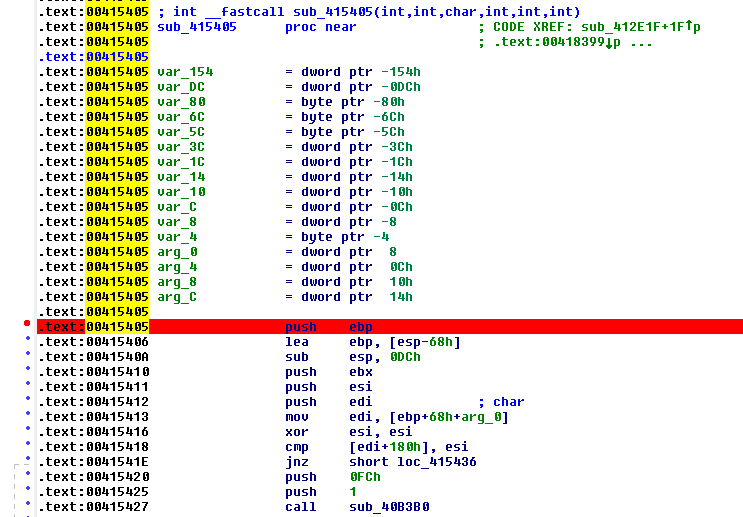 .text:00415405 ; int __fastcall sub_415405(int,int,char,int,int,int)
.text:00415405 sub_415405 proc near ; CODE XREF: sub_412E1F+1F↑p
.text:00415405 ; .text:00418399↓p ...
.text:00415405
.text:00415405 var_154 = dword ptr -154h
.text:00415405 var_DC = dword ptr -0DCh
.text:00415405 var_80 = byte ptr -80h
.text:00415405 var_6C = byte ptr -6Ch
.text:00415405 var_5C = byte ptr -5Ch
.text:00415405 var_3C = dword ptr -3Ch
.text:00415405 var_1C = dword ptr -1Ch
.text:00415405 var_14 = dword ptr -14h
.text:00415405 var_10 = dword ptr -10h
.text:00415405 var_C = dword ptr -0Ch
.text:00415405 var_8 = dword ptr -8
.text:00415405 var_4 = byte ptr -4
.text:00415405 arg_0 = dword ptr 8
.text:00415405 arg_4 = dword ptr 0Ch
.text:00415405 arg_8 = dword ptr 10h
.text:00415405 arg_C = dword ptr 14h
.text:00415405
.text:00415405 push ebp
.text:00415406 lea ebp, [esp-68h]
.text:0041540A sub esp, 0DCh
.text:00415410 push ebx
.text:00415411 push esi
.text:00415412 push edi ; char
.text:00415413 mov edi, [ebp+68h+arg_0]
.text:00415416 xor esi, esi
.text:00415418 cmp [edi+180h], esi
.text:0041541E jnz short loc_415436
.text:00415420 push 0FCh
.text:00415425 push 1
.text:00415427 call sub_40B3B0